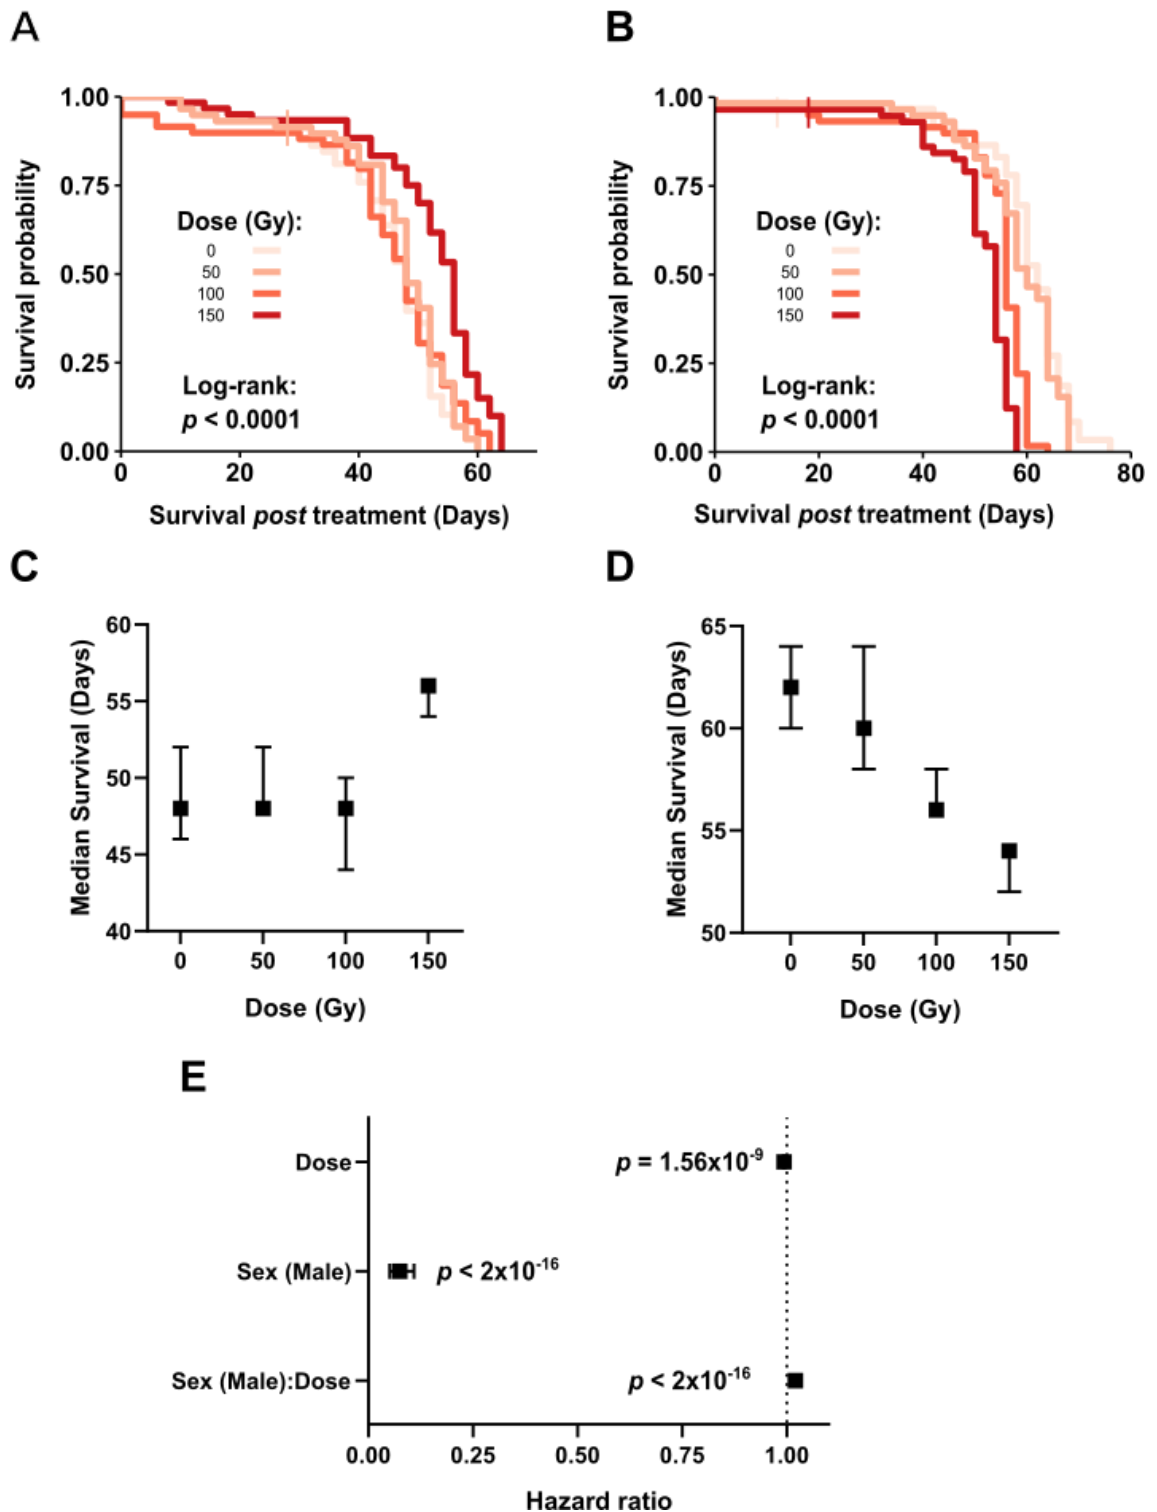 A
1.00
0.75
0.50
0.25
0.00
Survival probability
Dose (Gy):
0
50
100
150
Log-rank:
p < 0.0001
0 20 40 60
Survival post treatment (Days)
B
1.00
0.75
0.50
0.25
0.00
Survival probability
Dose (Gy):
0
50
100
150
Log-rank:
p < 0.0001
0 20 40 60 80
Survival post treatment (Days)
C
60
55
50
45
40
Median Survival (Days)
0 50 100 150
Dose (Gy)
D
65
60
55
50
Median Survival (Days)
0 50 100 150
Dose (Gy)
E
Dose
p = 1.56x10⁻⁹
Sex (Male)
p < 2x10⁻¹⁶
Sex (Male):Dose
p < 2x10⁻¹⁶
0.00 0.25 0.50 0.75 1.00
Hazard ratio